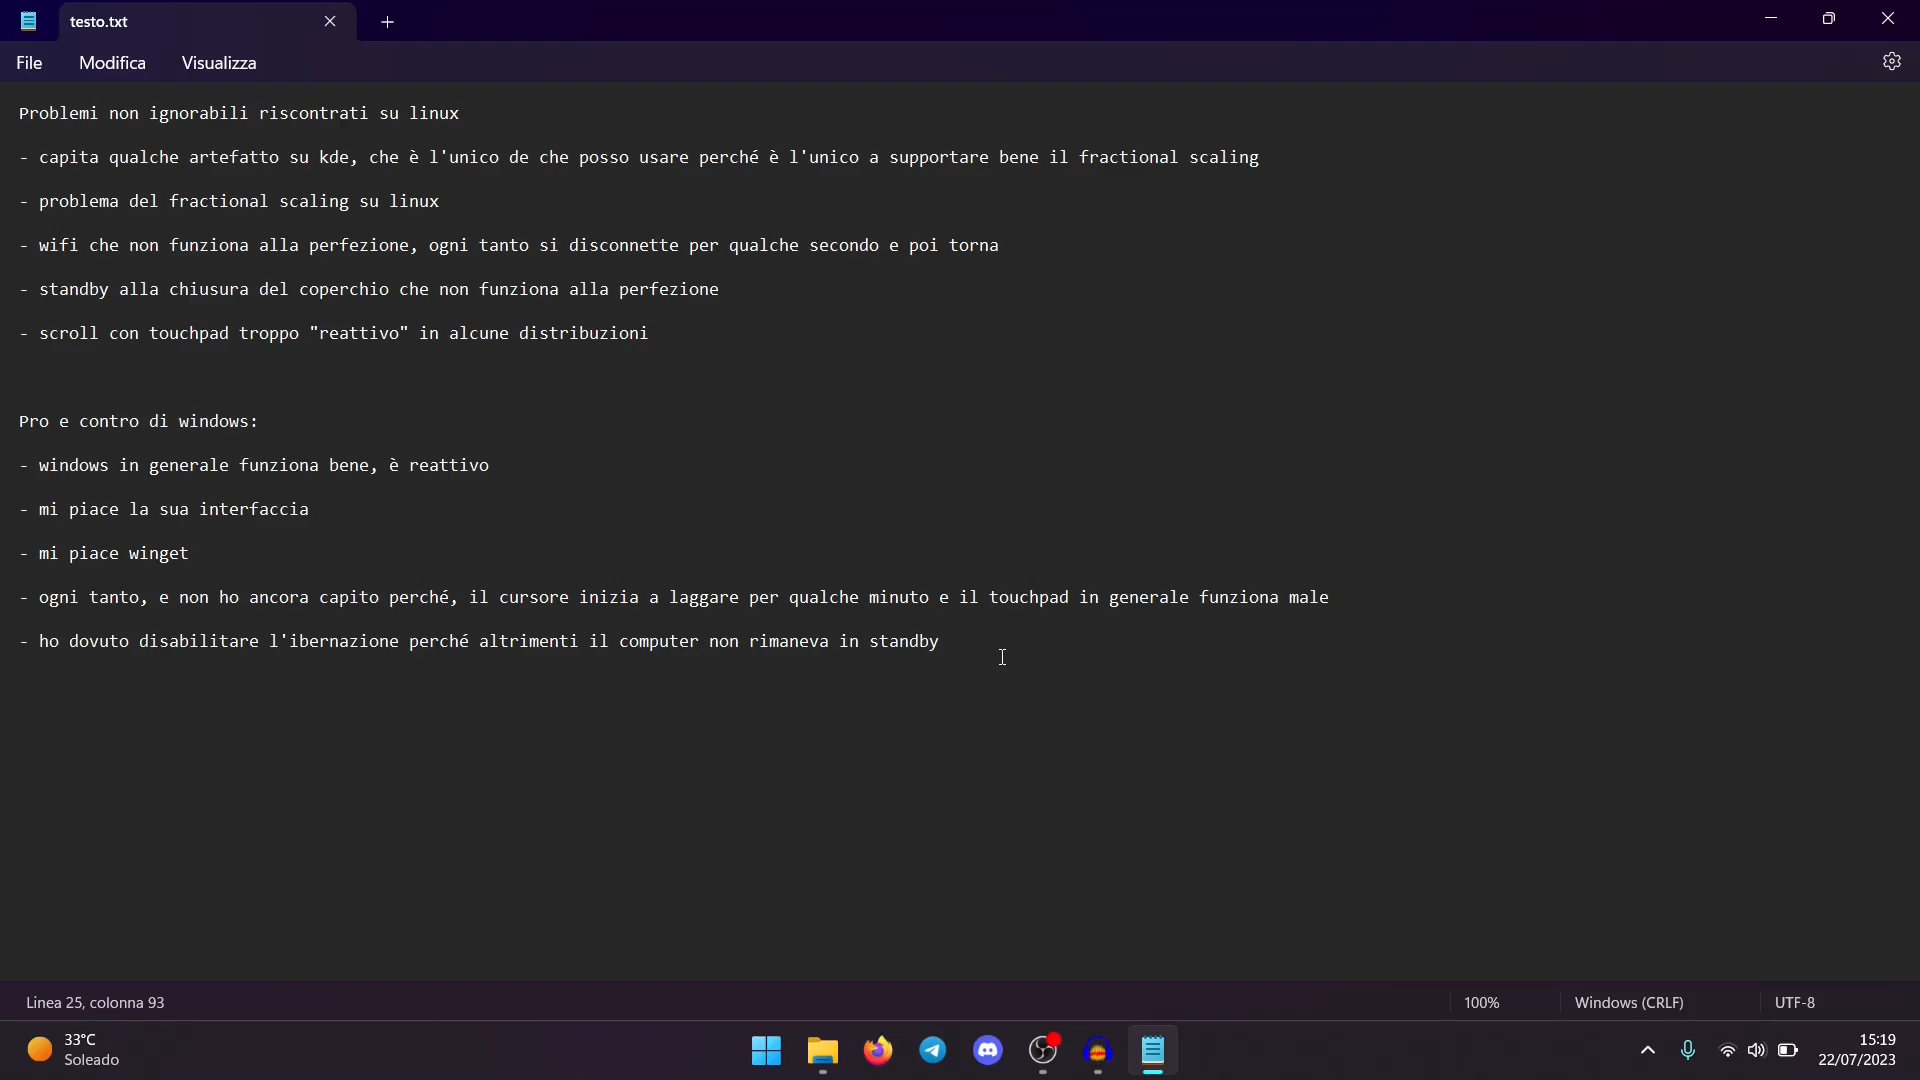 testo.txt
File Modifica Visualizza
Problemi non ignorabili riscontrati su linux
- capita qualche artefatto su kde, che è l'unico de che posso usare perché è l'unico a supportare bene il fractional scaling
- problema del fractional scaling su linux
- wifi che non funziona alla perfezione, ogni tanto si disconnette per qualche secondo e poi torna
- standby alla chiusura del coperchio che non funziona alla perfezione
- scroll con touchpad troppo "reattivo" in alcune distribuzioni
Pro e contro di windows:
- windows in generale funziona bene, è reattivo
- mi piace la sua interfaccia
- mi piace winget
- ogni tanto, e non ho ancora capito perché, il cursore inizia a laggare per qualche minuto e il touchpad in generale funziona male
- ho dovuto disabilitare l'ibernazione perché altrimenti il computer non rimaneva in standby
Linea 25, colonna 93 100% Windows (CRLF) UTF-8
33°C
Soleado
15:19
22/07/2023